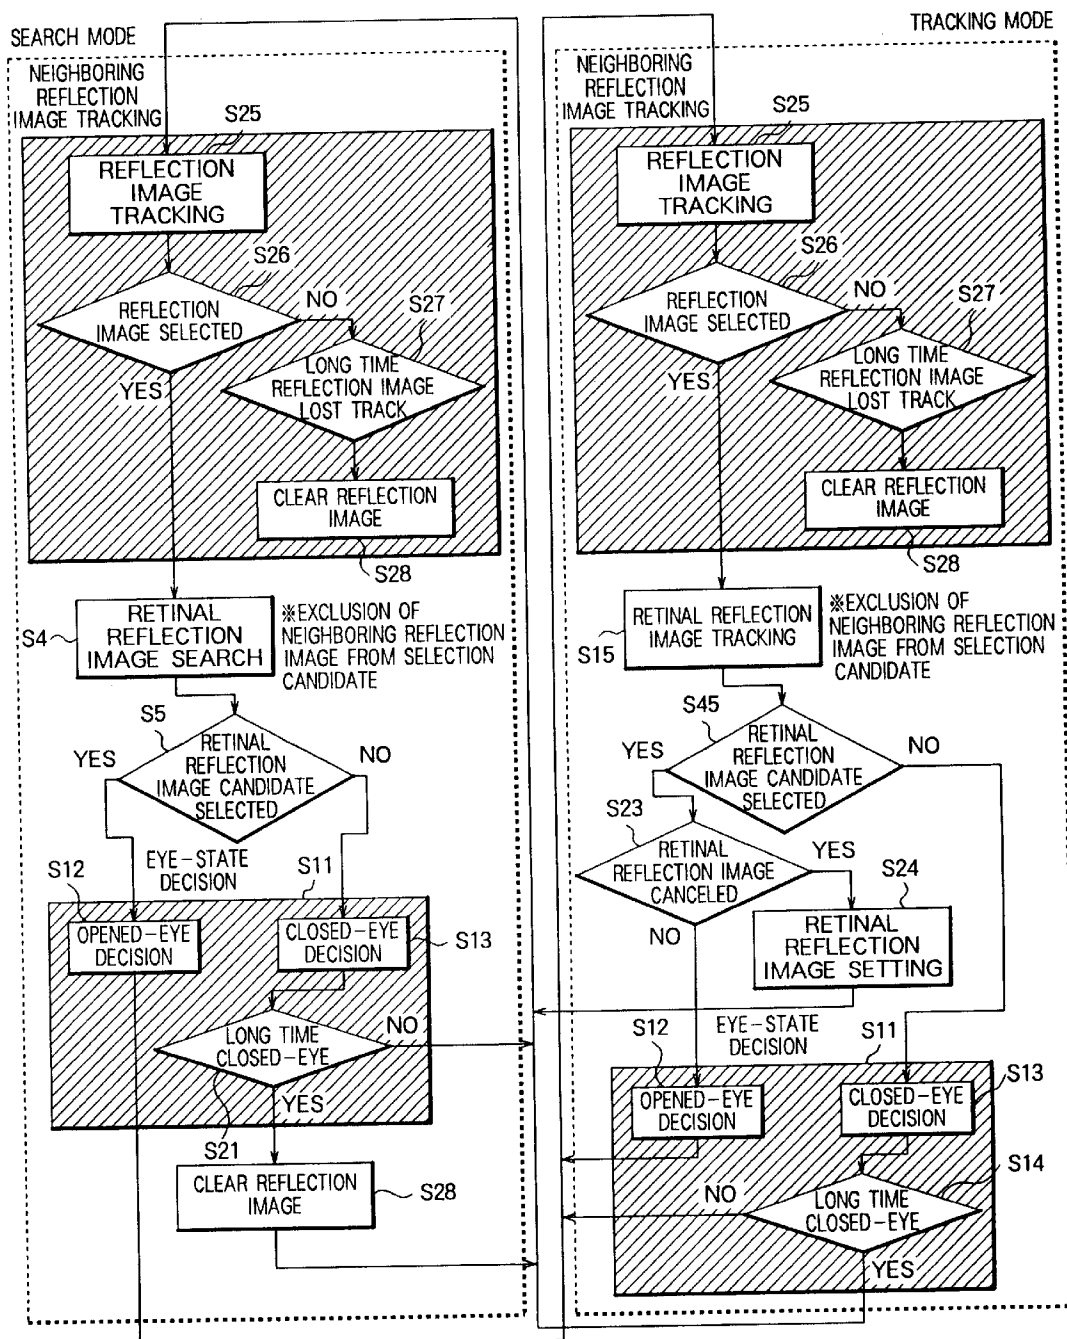 SEARCH MODE
NEIGHBORING
REFLECTION
IMAGE TRACKING
S25
REFLECTION
IMAGE
TRACKING
S26
REFLECTION
IMAGE SELECTED
NO
YES
S27
LONG TIME
REFLECTION IMAGE
LOST TRACK
CLEAR REFLECTION
IMAGE
S28
S4
RETINAL
REFLECTION
IMAGE SEARCH
※EXCLUSION OF
NEIGHBORING REFLECTION
IMAGE FROM SELECTION
CANDIDATE
S5
YES
NO
RETINAL
REFLECTION
IMAGE CANDIDATE
SELECTED
EYE-STATE
DECISION
S12
S11
OPENED-EYE
DECISION
CLOSED-EYE
DECISION
S13
LONG TIME
CLOSED-EYE
NO
YES
S21
CLEAR REFLECTION
IMAGE
S28
TRACKING MODE
NEIGHBORING
REFLECTION
IMAGE TRACKING
S25
REFLECTION
IMAGE
TRACKING
S26
REFLECTION
IMAGE SELECTED
NO
YES
S27
LONG TIME
REFLECTION IMAGE
LOST TRACK
CLEAR REFLECTION
IMAGE
S28
S15
RETINAL REFLECTION
IMAGE TRACKING
※EXCLUSION OF
NEIGHBORING REFLECTION
IMAGE FROM SELECTION
CANDIDATE
S45
YES
NO
RETINAL
REFLECTION
IMAGE CANDIDATE
SELECTED
S23
RETINAL
REFLECTION IMAGE
CANCELED
YES
NO
S24
RETINAL
REFLECTION
IMAGE SETTING
EYE-STATE
DECISION
S12
S11
OPENED-EYE
DECISION
CLOSED-EYE
DECISION
S13
S14
NO
LONG TIME
CLOSED-EYE
YES